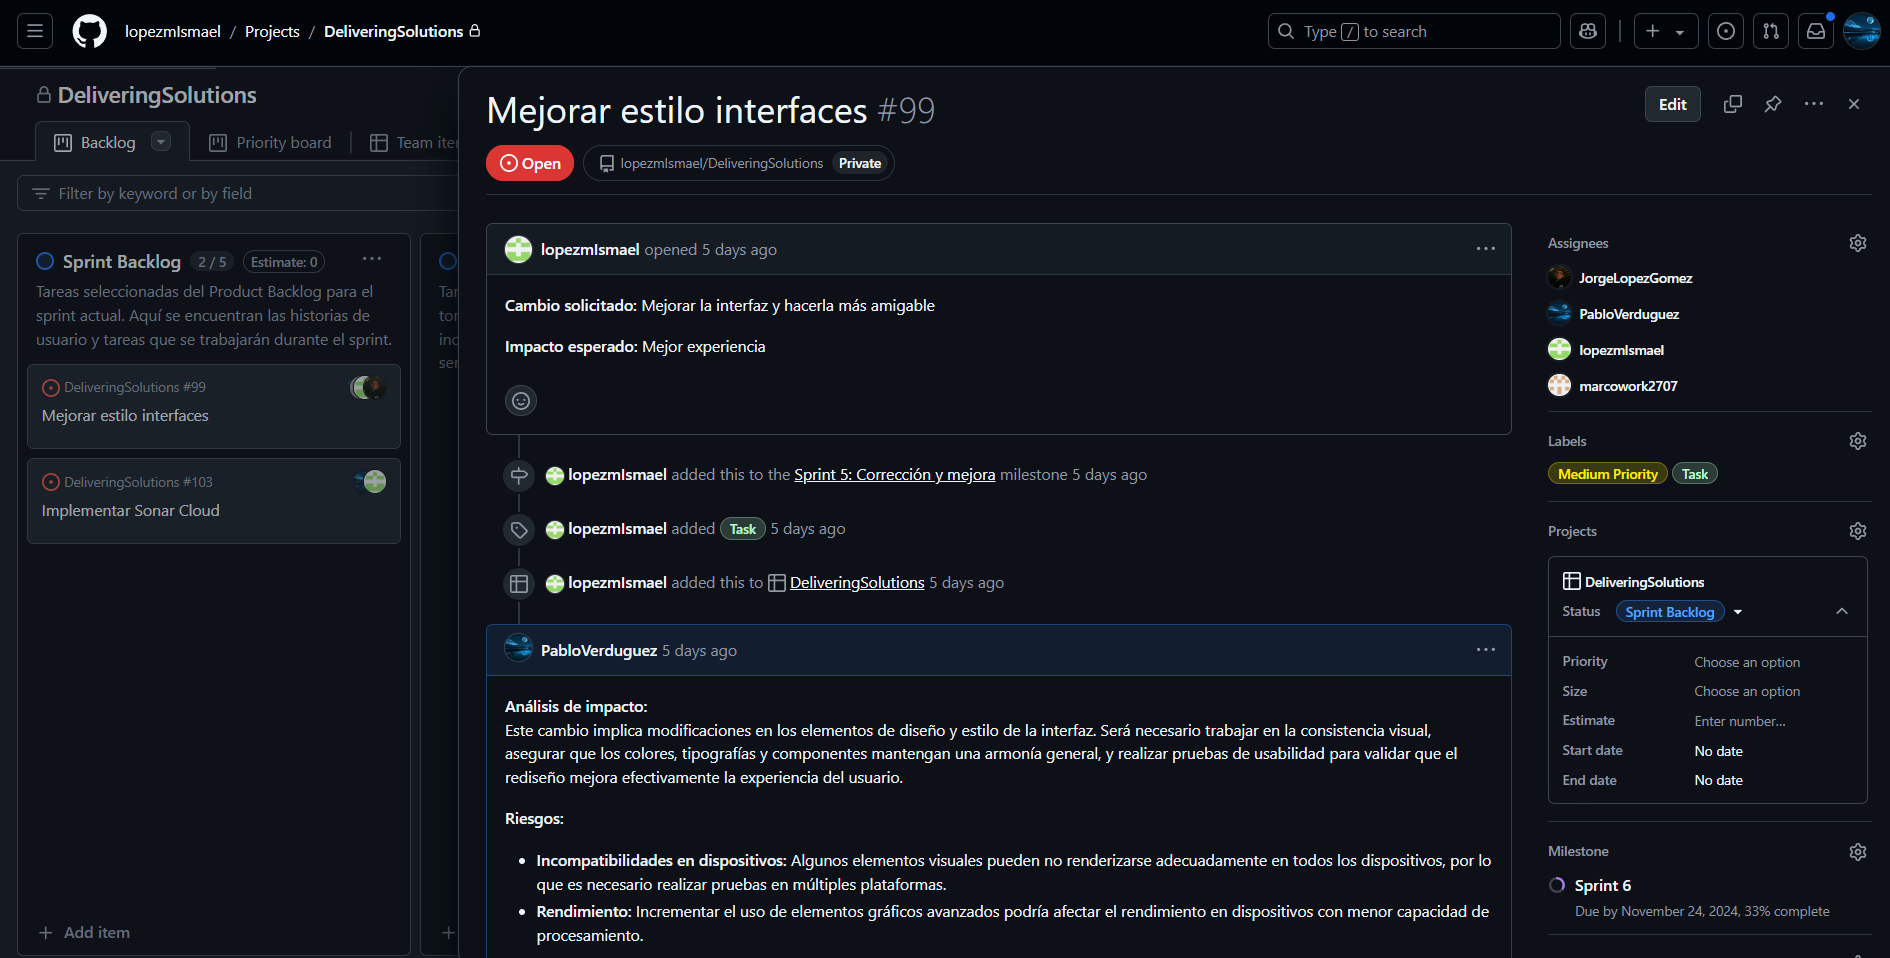 lopezmIsmael / Projects / DeliveringSolutions
Type / to search
DeliveringSolutions
Backlog
Priority board
Filter by keyword or by field
Sprint Backlog 2 / 5 Estimate: 0
Tareas seleccionadas del Product Backlog para el
sprint actual. Aquí se encuentran las historias de
usuario y tareas que se trabajarán durante el sprint.
DeliveringSolutions #99
Mejorar estilo interfaces
DeliveringSolutions #103
Implementar Sonar Cloud
+ Add item
Mejorar estilo interfaces #99
Edit
Open
lopezmIsmael/DeliveringSolutions Private
lopezmIsmael opened 5 days ago
Cambio solicitado: Mejorar la interfaz y hacerla más amigable
Impacto esperado: Mejor experiencia
lopezmIsmael added this to the Sprint 5: Corrección y mejora milestone 5 days ago
lopezmIsmael added Task 5 days ago
lopezmIsmael added this to DeliveringSolutions 5 days ago
PabloVerduguez 5 days ago
Análisis de impacto:
Este cambio implica modificaciones en los elementos de diseño y estilo de la interfaz. Será necesario trabajar en la consistencia visual,
asegurar que los colores, tipografías y componentes mantengan una armonía general, y realizar pruebas de usabilidad para validar que el
rediseño mejora efectivamente la experiencia del usuario.
Riesgos:
• Incompatibilidades en dispositivos: Algunos elementos visuales pueden no renderizarse adecuadamente en todos los dispositivos, por lo
que es necesario realizar pruebas en múltiples plataformas.
• Rendimiento: Incrementar el uso de elementos gráficos avanzados podría afectar el rendimiento en dispositivos con menor capacidad de
procesamiento.
Assignees
JorgeLopezGomez
PabloVerduguez
lopezmIsmael
marcowork2707
Labels
Medium Priority Task
Projects
DeliveringSolutions
Status Sprint Backlog
Priority Choose an option
Size Choose an option
Estimate Enter number...
Start date No date
End date No date
Milestone
Sprint 6
Due by November 24, 2024, 33% complete